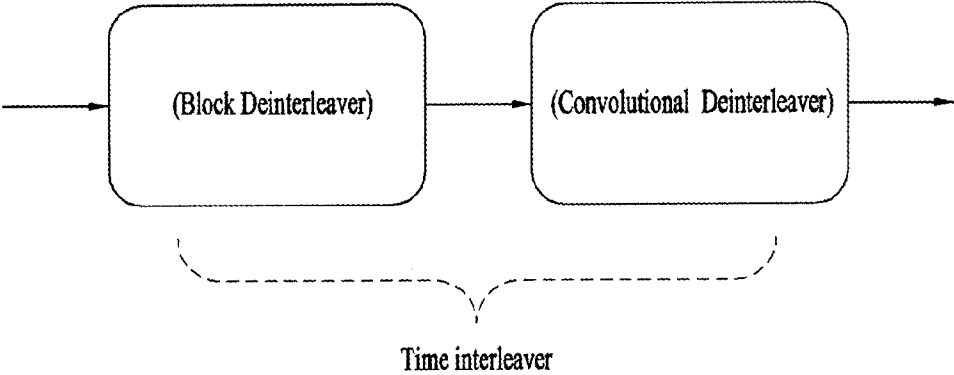 (Block Deinterleaver)
(Convolutional Deinterleaver)
Time interleaver